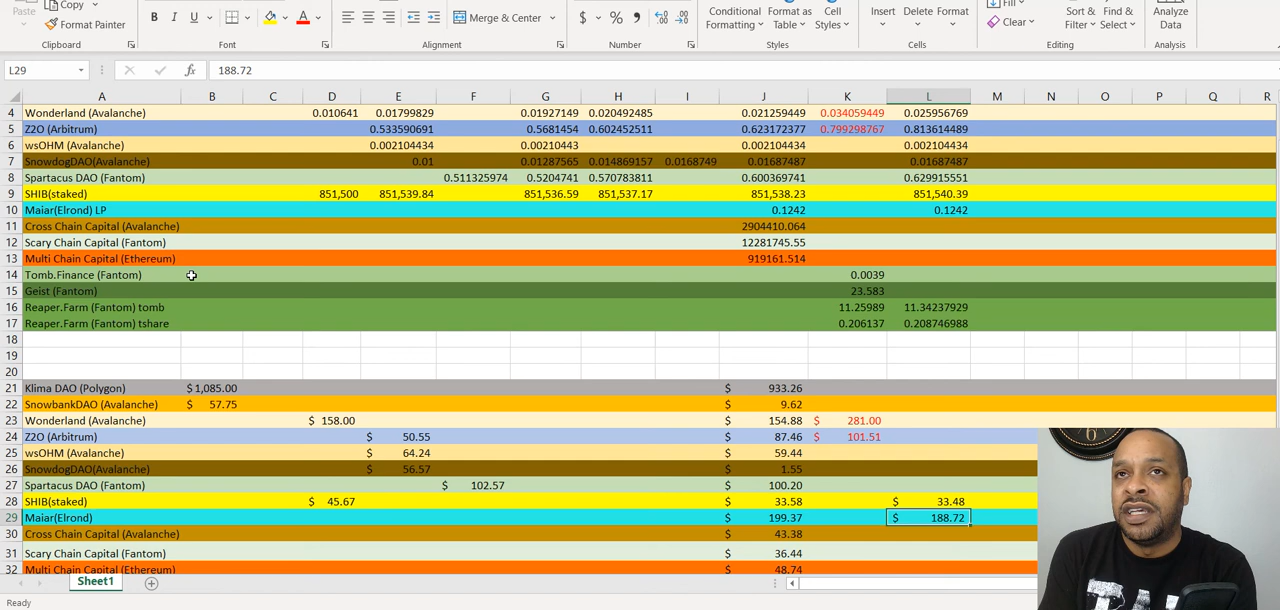 Paste
Copy
Format Painter
B I U
A
Merge & Center
$ % ,
Conditional Formatting
Format as Table
Cell Styles
Insert Delete Format
Fill
Clear
Sort & Filter
Find & Select
Analyze Data
Clipboard Font Alignment Number Styles Cells Editing Analysis
L29 fx 188.72
A B C D E F G H I J K L M N O P Q R
4 Wonderland (Avalanche) 0.010641 0.01799829 0.01927149 0.020492485 0.021259449 0.034059449 0.025956769
5 Z2O (Arbitrum) 0.533590691 0.5681454 0.602452511 0.623172377 0.799298767 0.813614489
6 wsOHM (Avalanche) 0.002104434 0.00210443 0.002104434 0.002104434
7 SnowdogDAO(Avalanche) 0.01 0.01287565 0.014869157 0.0168749 0.01687487 0.01687487
8 Spartacus DAO (Fantom) 0.511325974 0.5204741 0.570783811 0.600369741 0.629915551
9 SHIB(staked) 851,500 851,539.84 851,536.59 851,537.17 851,538.23 851,540.39
10 Maiar(Elrond) LP 0.1242 0.1242
11 Cross Chain Capital (Avalanche) 2904410.064
12 Scary Chain Capital (Fantom) 12281745.55
13 Multi Chain Capital (Ethereum) 919161.514
14 Tomb.Finance (Fantom) 0.0039
15 Geist (Fantom) 23.583
16 Reaper.Farm (Fantom) tomb 11.25989 11.34237929
17 Reaper.Farm (Fantom) tshare 0.206137 0.208746988
18
19
20
21 Klima DAO (Polygon) $ 1,085.00 $ 933.26
22 SnowbankDAO (Avalanche) $ 57.75 $ 9.62
23 Wonderland (Avalanche) $ 158.00 $ 154.88 $ 281.00
24 Z2O (Arbitrum) $ 50.55 $ 87.46 $ 101.51
25 wsOHM (Avalanche) $ 64.24 $ 59.44
26 SnowdogDAO(Avalanche) $ 56.57 $ 1.55
27 Spartacus DAO (Fantom) $ 102.57 $ 100.20
28 SHIB(staked) $ 45.67 $ 33.58 $ 33.48
29 Maiar(Elrond) $ 199.37 $ 188.72
30 Cross Chain Capital (Avalanche) $ 43.38
31 Scary Chain Capital (Fantom) $ 36.44
32 Multi Chain Capital (Ethereum) $ 48.74
Sheet1
Ready